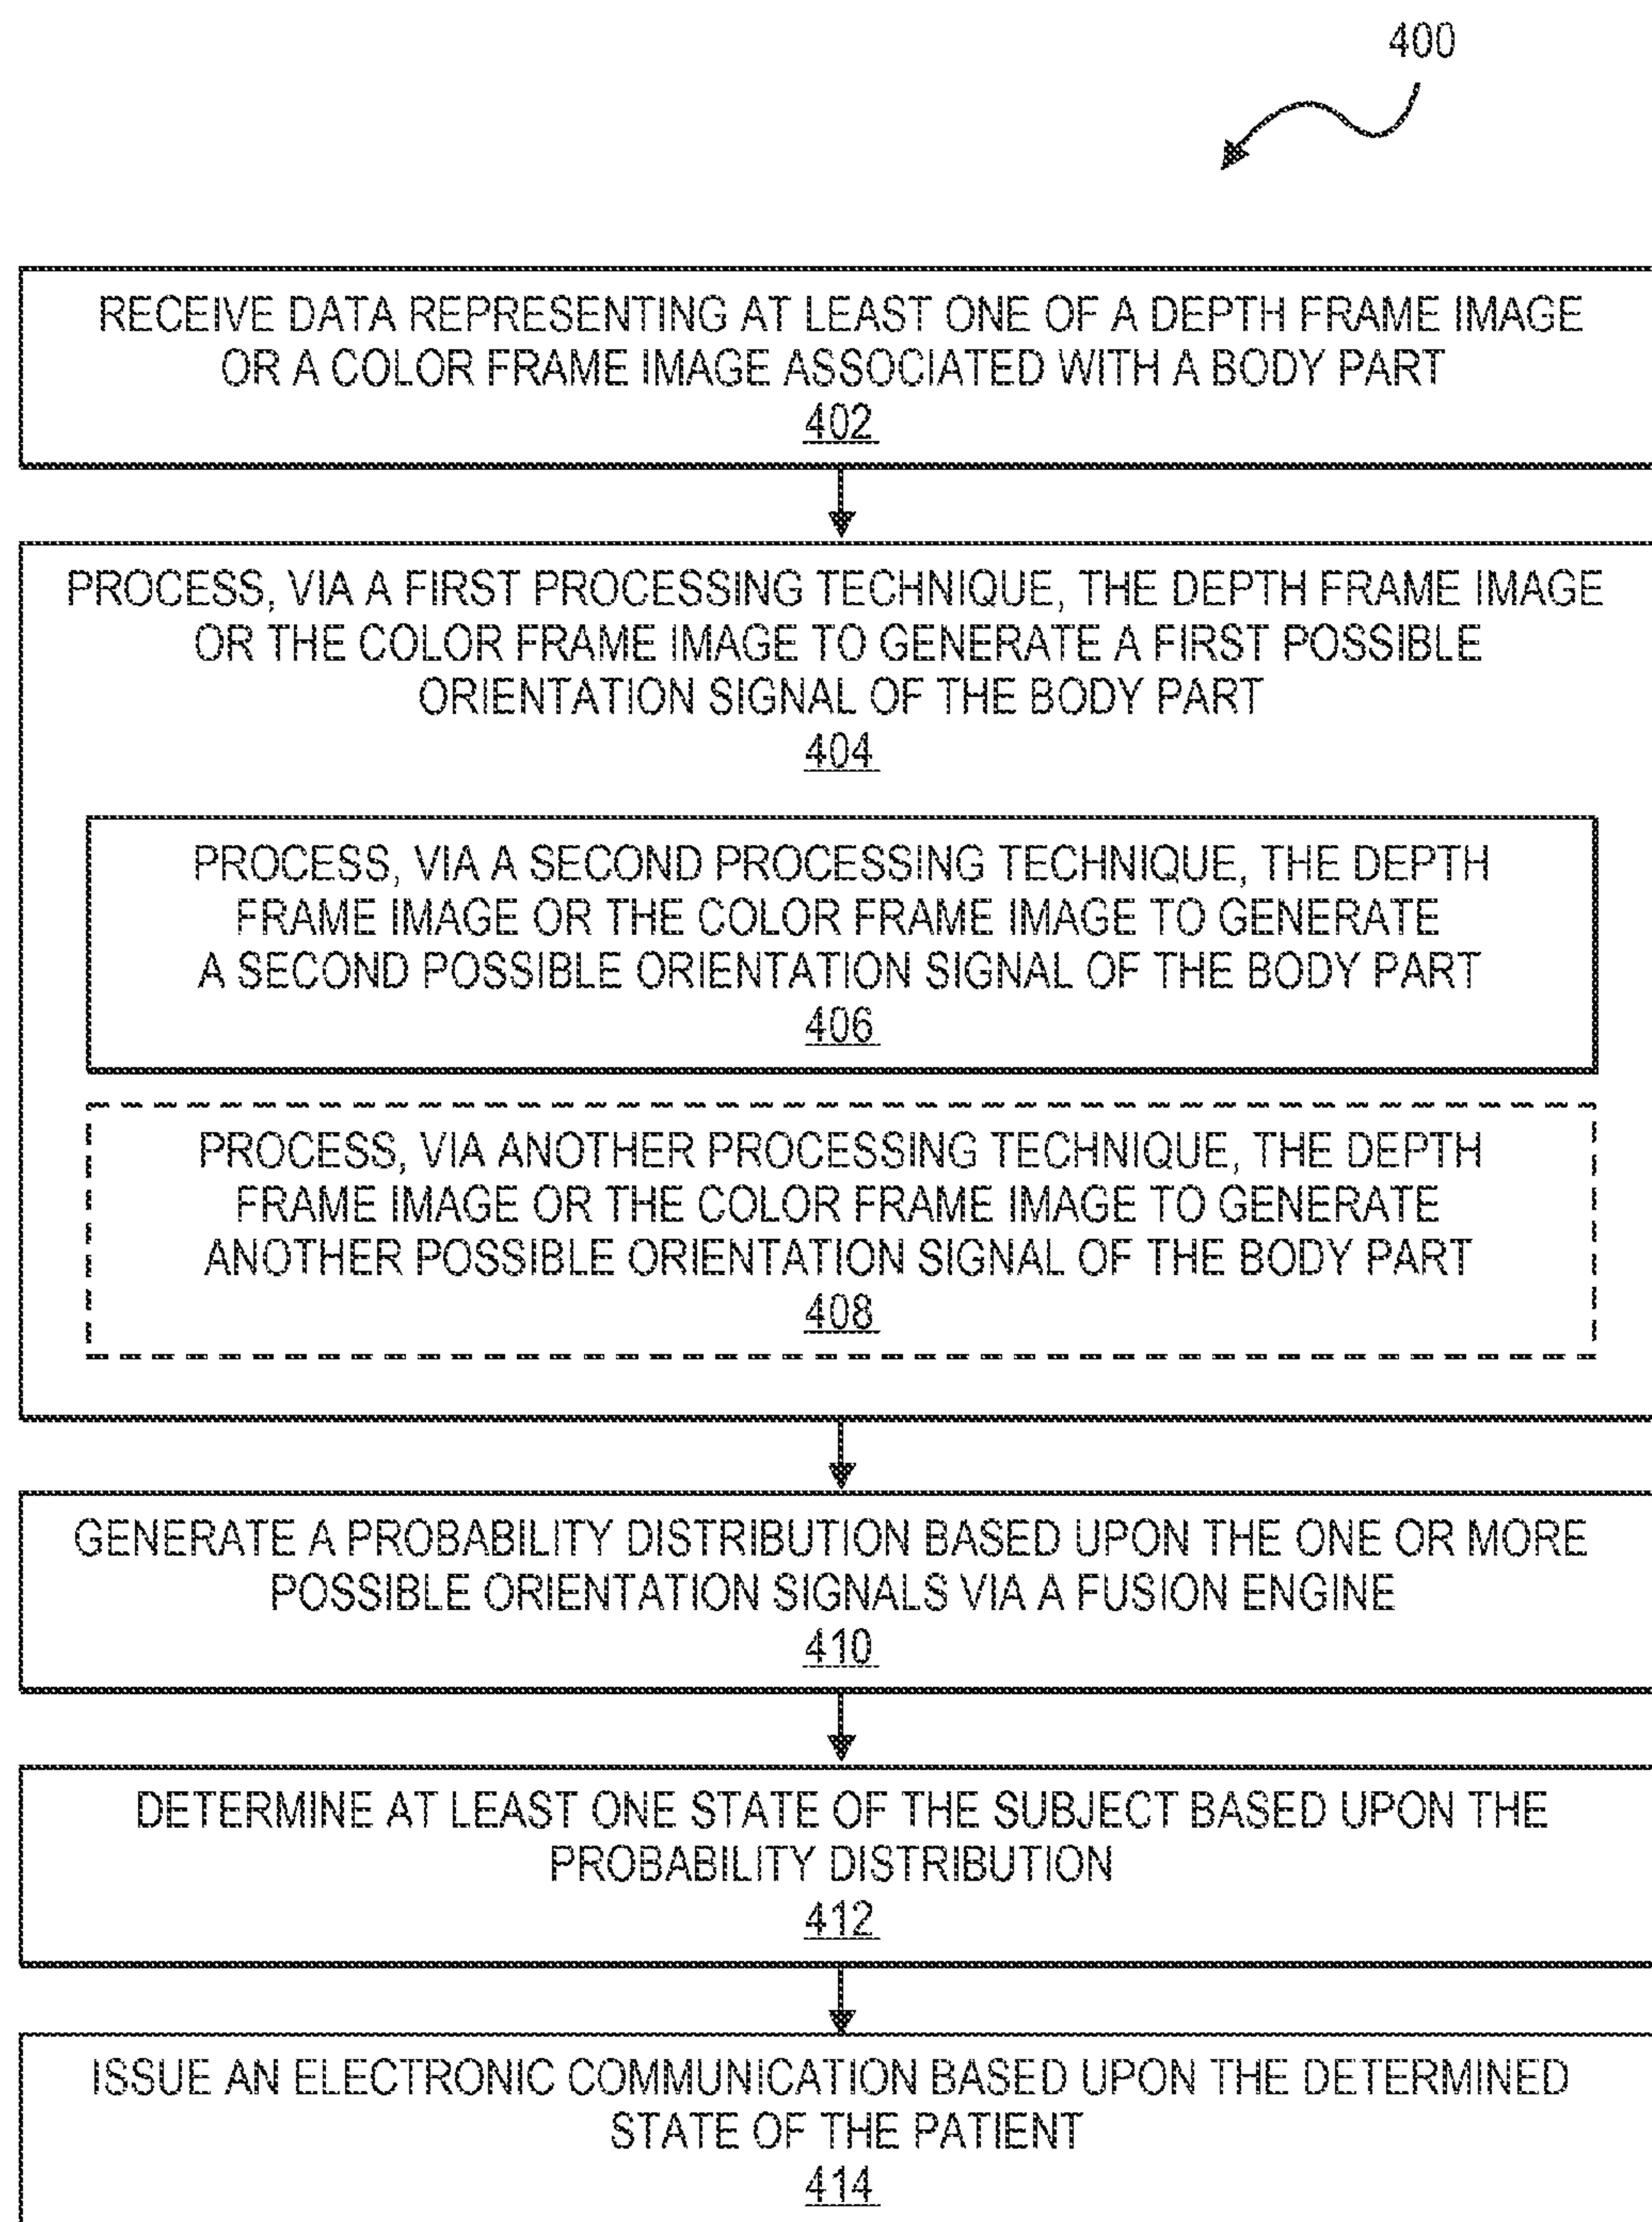 400
RECEIVE DATA REPRESENTING AT LEAST ONE OF A DEPTH FRAME IMAGE
OR A COLOR FRAME IMAGE ASSOCIATED WITH A BODY PART
402
PROCESS, VIA A FIRST PROCESSING TECHNIQUE, THE DEPTH FRAME IMAGE
OR THE COLOR FRAME IMAGE TO GENERATE A FIRST POSSIBLE
ORIENTATION SIGNAL OF THE BODY PART
404
PROCESS, VIA A SECOND PROCESSING TECHNIQUE, THE DEPTH
FRAME IMAGE OR THE COLOR FRAME IMAGE TO GENERATE
A SECOND POSSIBLE ORIENTATION SIGNAL OF THE BODY PART
406
PROCESS, VIA ANOTHER PROCESSING TECHNIQUE, THE DEPTH
FRAME IMAGE OR THE COLOR FRAME IMAGE TO GENERATE
ANOTHER POSSIBLE ORIENTATION SIGNAL OF THE BODY PART
408
GENERATE A PROBABILITY DISTRIBUTION BASED UPON THE ONE OR MORE
POSSIBLE ORIENTATION SIGNALS VIA A FUSION ENGINE
410
DETERMINE AT LEAST ONE STATE OF THE SUBJECT BASED UPON THE
PROBABILITY DISTRIBUTION
412
ISSUE AN ELECTRONIC COMMUNICATION BASED UPON THE DETERMINED
STATE OF THE PATIENT
414